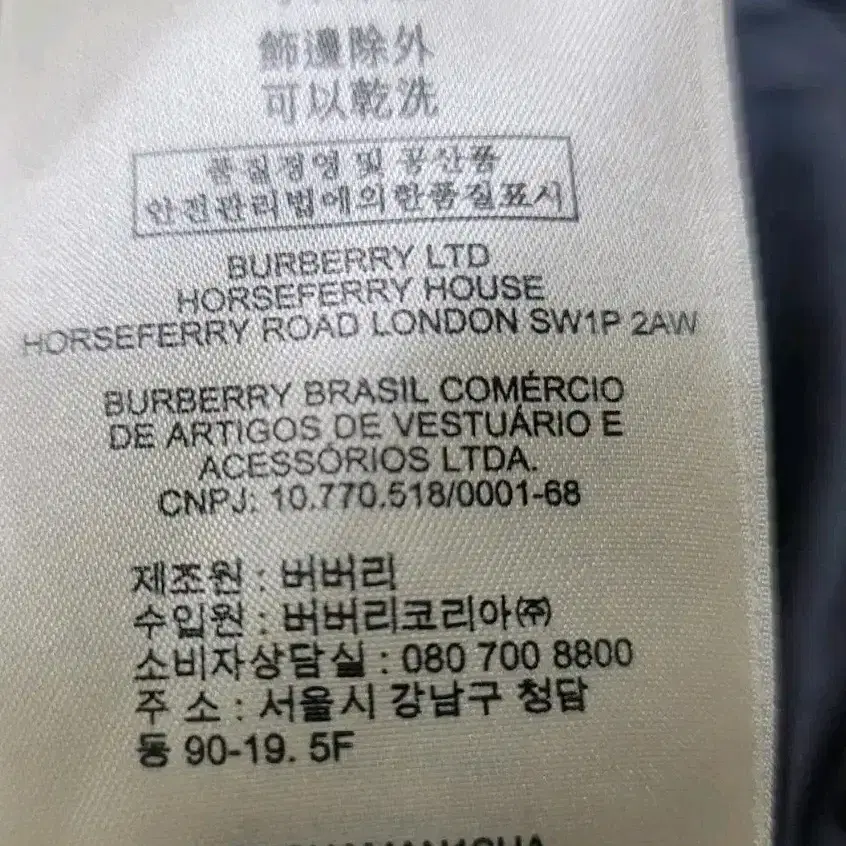 飾邊除外
可以乾洗
품질경영 및 공산품
안전관리법에의한품질표시
BURBERRY LTD
HORSEFERRY HOUSE
HORSEFERRY ROAD LONDON SW1P 2AW
BURBERRY BRASIL COMÉRCIO
DE ARTIGOS DE VESTUÁRIO E
ACESSÓRIOS LTDA.
CNPJ: 10.770.518/0001-68
제조원 : 버버리
수입원 : 버버리코리아㈜
소비자상담실 : 080 700 8800
주 소 : 서울시 강남구 청담
동 90-19. 5F